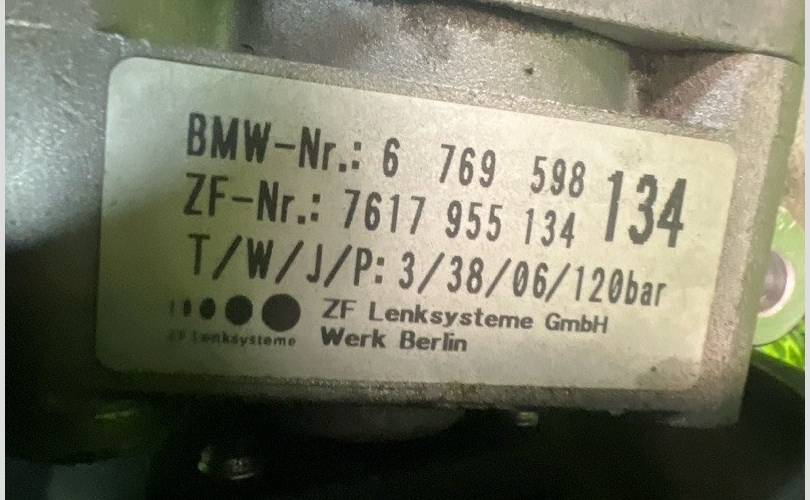 BMW-Nr.: 6 769 598
ZF-Nr.: 7617 955 134 134
T/W/J/P: 3/38/06/120bar
ZF Lenksysteme GmbH
ZF Lenksysteme Werk Berlin